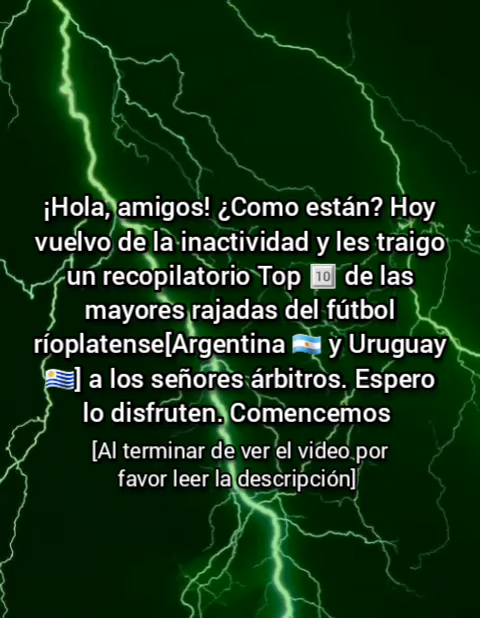 ¡Hola, amigos! ¿Como están? Hoy
vuelvo de la inactividad y les traigo
un recopilatorio Top 🔟 de las
mayores rajadas del fútbol
ríoplatense[Argentina 🇦🇷 y Uruguay
🇺🇾] a los señores árbitros. Espero
lo disfruten. Comencemos
[Al terminar de ver el video por
favor leer la descripción]